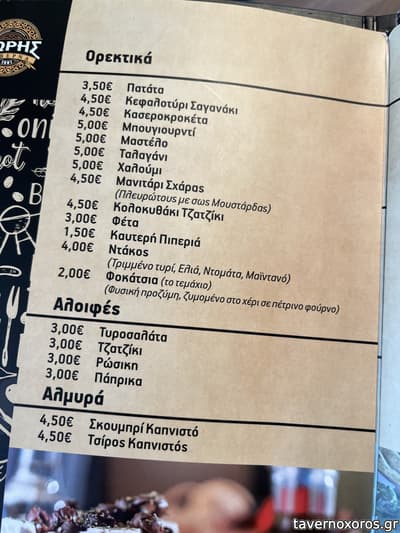 ΩΡΗΣ
Ορεκτικά
3,50€ Πατάτα
4,50€ Κεφαλοτύρι Σαγανάκι
4,50€ Κασεροκροκέτα
5,00€ Μπουγιουρντί
5,00€ Μαστέλο
5,00€ Ταλαγάνι
5,00€ Χαλούμι
4,50€ Μανιτάρι Σχάρας
(Πλευρώτους με σως Μουστάρδας)
4,50€ Κολοκυθάκι Τζατζίκι
3,00€ Φέτα
1,50€ Καυτερή Πιπεριά
4,00€ Ντάκος
(Τριμμένο τυρί, Ελιά, Ντομάτα, Μαϊντανό)
2,00€ Φοκάτσια (το τεμάχιο)
(Φυσική προζύμη, ζυμομένο στο χέρι σε πέτρινο φούρνο)
Αλοιφές
3,00€ Τυροσαλάτα
3,00€ Τζατζίκι
3,00€ Ρώσικη
3,00€ Πάπρικα
Αλμυρά
4,50€ Σκουμπρί Καπνιστό
4,50€ Τσίρος Καπνιστός
tavernoxoros.gr